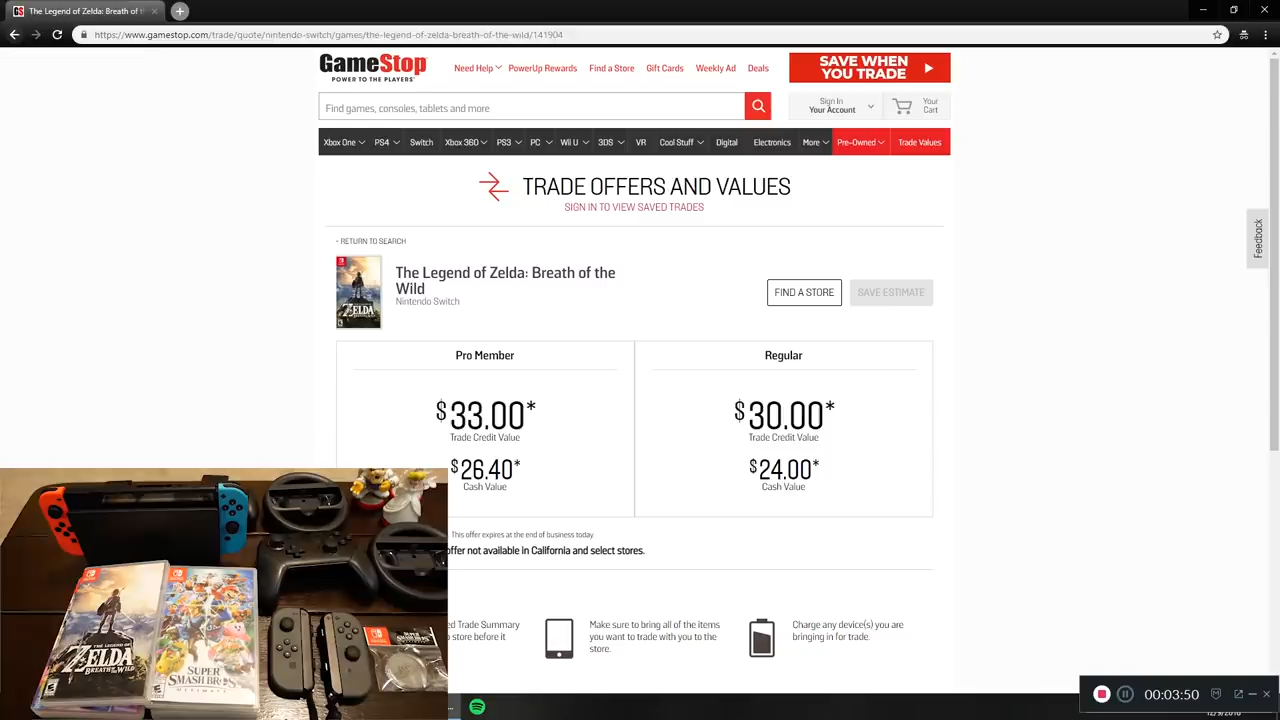 GS The Legend of Zelda: Breath of th
https://www.gamestop.com/trade/quote/nintendo-switch/games/the-legend-of-zelda-breath-of-the-wild/141904
GameStop
POWER TO THE PLAYERS
Need Help PowerUp Rewards Find a Store Gift Cards Weekly Ad Deals
SAVE WHEN
YOU TRADE
Find games, consoles, tablets and more
Sign In
Your Account
Your
Cart
Xbox One PS4 Switch Xbox 360 PS3 PC Wii U 3DS VR Cool Stuff Digital Electronics More Pre-Owned Trade Values
TRADE OFFERS AND VALUES
SIGN IN TO VIEW SAVED TRADES
Feedback
- RETURN TO SEARCH
The Legend of Zelda: Breath of the
Wild
Nintendo Switch
ZELDA
FIND A STORE SAVE ESTIMATE
Pro Member
$33.00*
Trade Credit Value
$26.40*
Cash Value
Regular
$30.00*
Trade Credit Value
$24.00*
Cash Value
. This offer expires at the end of business today.
offer not available in California and select stores.
ed Trade Summary
store before it
Make sure to bring all of the items
you want to trade with you to the
store.
Charge any device(s) you are
bringing in for trade.
THE LEGEND OF
ZELDA
BREATH OF THE WILD
SUPER
SMASH BROS.
ULTIMATE
SUPER
SMASH BROS.
00:03:50